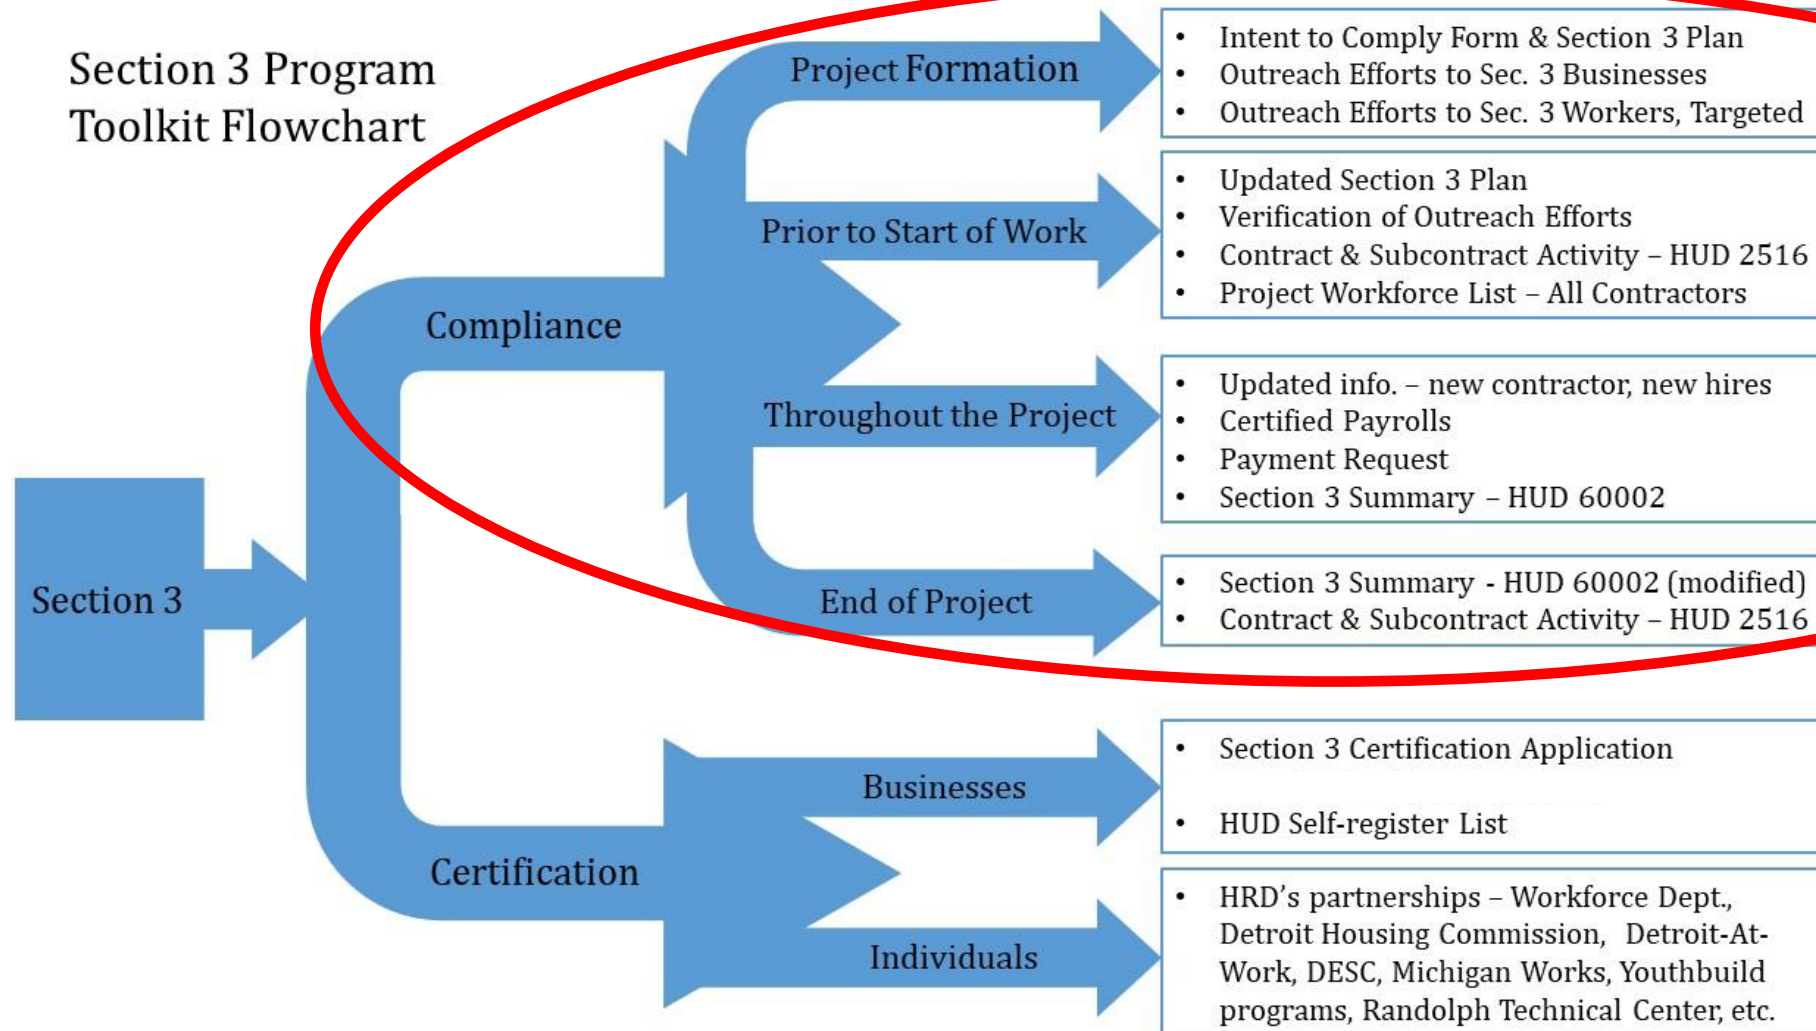 Section 3 Program
Toolkit Flowchart
Section 3
Compliance
Project Formation
• Intent to Comply Form & Section 3 Plan
• Outreach Efforts to Sec. 3 Businesses
• Outreach Efforts to Sec. 3 Workers, Targeted
Prior to Start of Work
• Updated Section 3 Plan
• Verification of Outreach Efforts
• Contract & Subcontract Activity – HUD 2516
• Project Workforce List – All Contractors
Throughout the Project
• Updated info. – new contractor, new hires
• Certified Payrolls
• Payment Request
• Section 3 Summary – HUD 60002
End of Project
• Section 3 Summary - HUD 60002 (modified)
• Contract & Subcontract Activity – HUD 2516
Certification
Businesses
• Section 3 Certification Application
• HUD Self-register List
Individuals
• HRD’s partnerships – Workforce Dept.,
Detroit Housing Commission, Detroit-At-
Work, DESC, Michigan Works, Youthbuild
programs, Randolph Technical Center, etc.